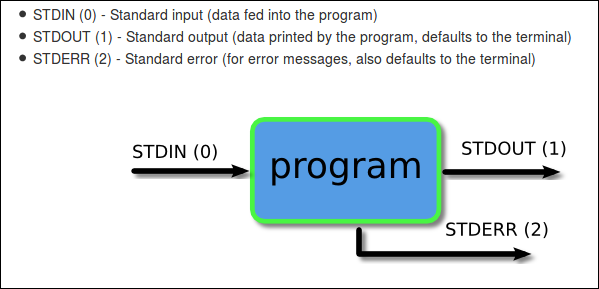 • STDIN (0) - Standard input (data fed into the program)
• STDOUT (1) - Standard output (data printed by the program, defaults to the terminal)
• STDERR (2) - Standard error (for error messages, also defaults to the terminal)
STDIN (0)
program
STDOUT (1)
STDERR (2)